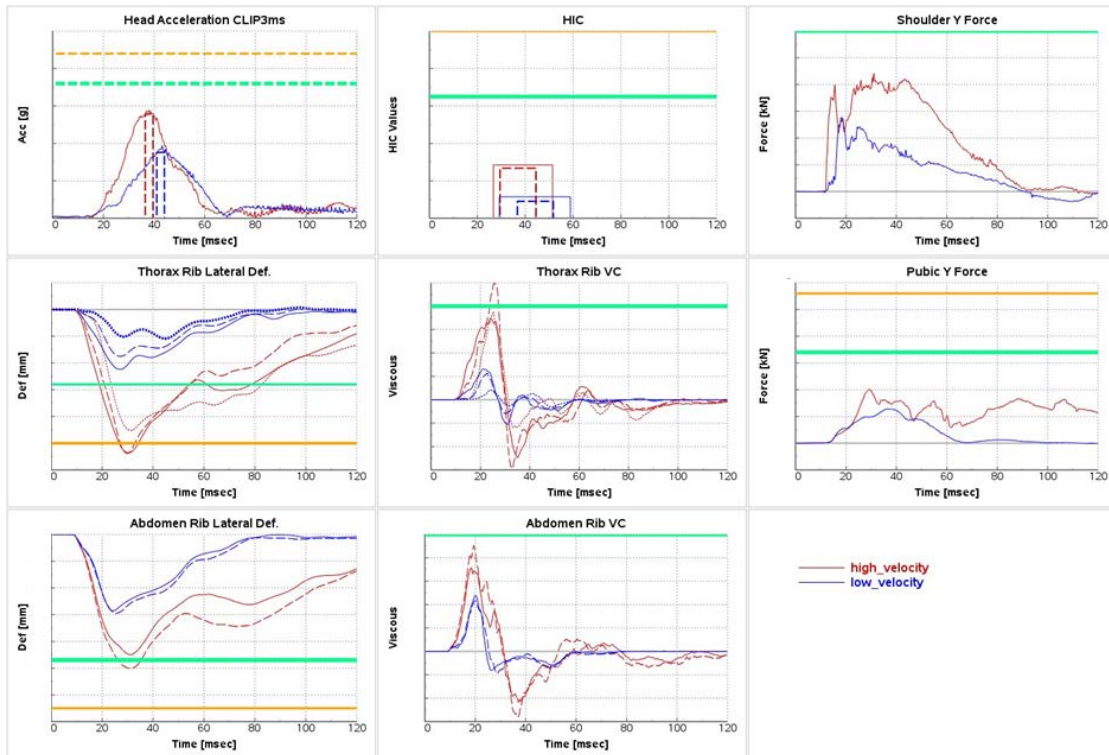 Head Acceleration CLIP3ms
Acc [g]
0 20 40 60 80 100 120
Time [msec]
HIC
HIC Values
0 20 40 60 80 100 120
Time [msec]
Shoulder Y Force
Force [kN]
0 20 40 60 80 100 120
Time [msec]
Thorax Rib Lateral Def.
Def [mm]
0 20 40 60 80 100 120
Time [msec]
Thorax Rib VC
Viscous
0 20 40 60 80 100 120
Time [msec]
Pubic Y Force
Force [kN]
0 20 40 60 80 100 120
Time [msec]
Abdomen Rib Lateral Def.
Def [mm]
0 20 40 60 80 100 120
Time [msec]
Abdomen Rib VC
Viscous
0 20 40 60 80 100 120
Time [msec]
high_velocity
low_velocity